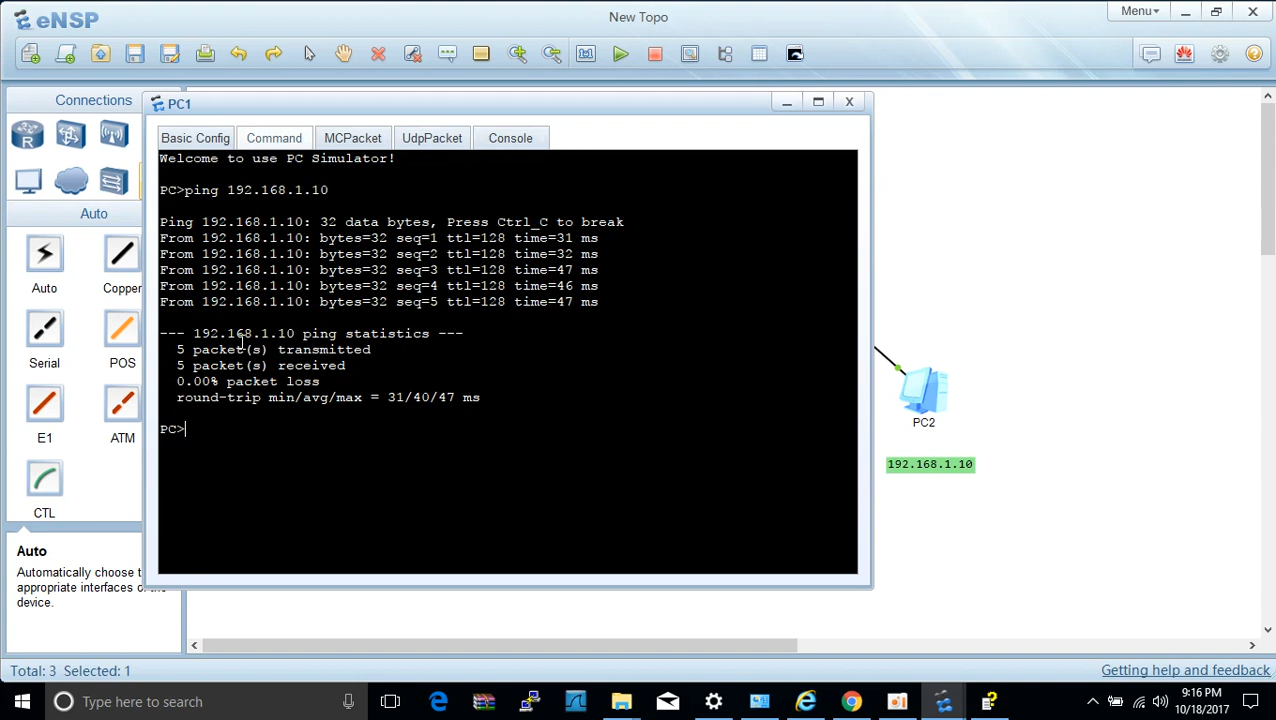 eNSP
New Topo
Menu
Connections
Auto
Auto
Copper
Serial
POS
E1
ATM
CTL
Auto
Automatically choose t
appropriate interfaces of the
device.
PC1
Basic Config
Command
MCPacket
UdpPacket
Console
Welcome to use PC Simulator!
PC>ping 192.168.1.10
Ping 192.168.1.10: 32 data bytes, Press Ctrl_C to break
From 192.168.1.10: bytes=32 seq=1 ttl=128 time=31 ms
From 192.168.1.10: bytes=32 seq=2 ttl=128 time=32 ms
From 192.168.1.10: bytes=32 seq=3 ttl=128 time=47 ms
From 192.168.1.10: bytes=32 seq=4 ttl=128 time=46 ms
From 192.168.1.10: bytes=32 seq=5 ttl=128 time=47 ms
--- 192.168.1.10 ping statistics ---
5 packet(s) transmitted
5 packet(s) received
0.00% packet loss
round-trip min/avg/max = 31/40/47 ms
PC>
PC2
192.168.1.10
Total: 3 Selected: 1
Getting help and feedback
Type here to search
9:16 PM
10/18/2017